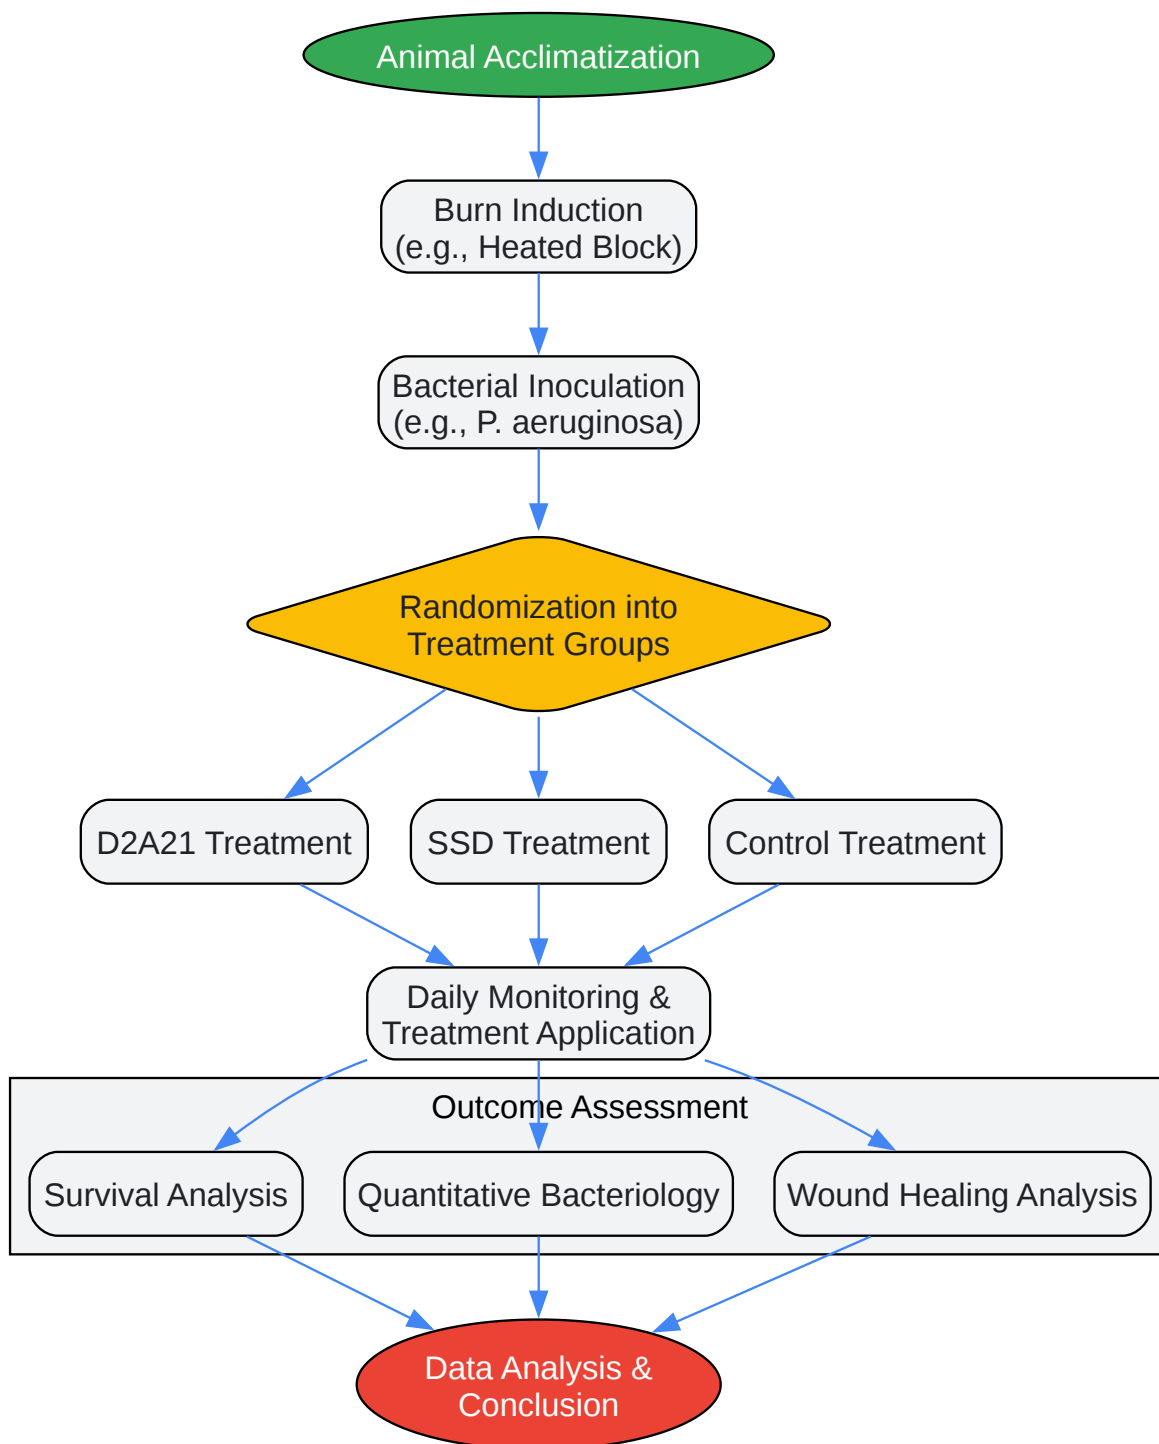 Animal Acclimatization
Burn Induction
(e.g., Heated Block)
Bacterial Inoculation
(e.g., P. aeruginosa)
Randomization into
Treatment Groups
D2A21 Treatment
SSD Treatment
Control Treatment
Daily Monitoring &
Treatment Application
Outcome Assessment
Survival Analysis
Quantitative Bacteriology
Wound Healing Analysis
Data Analysis &
Conclusion